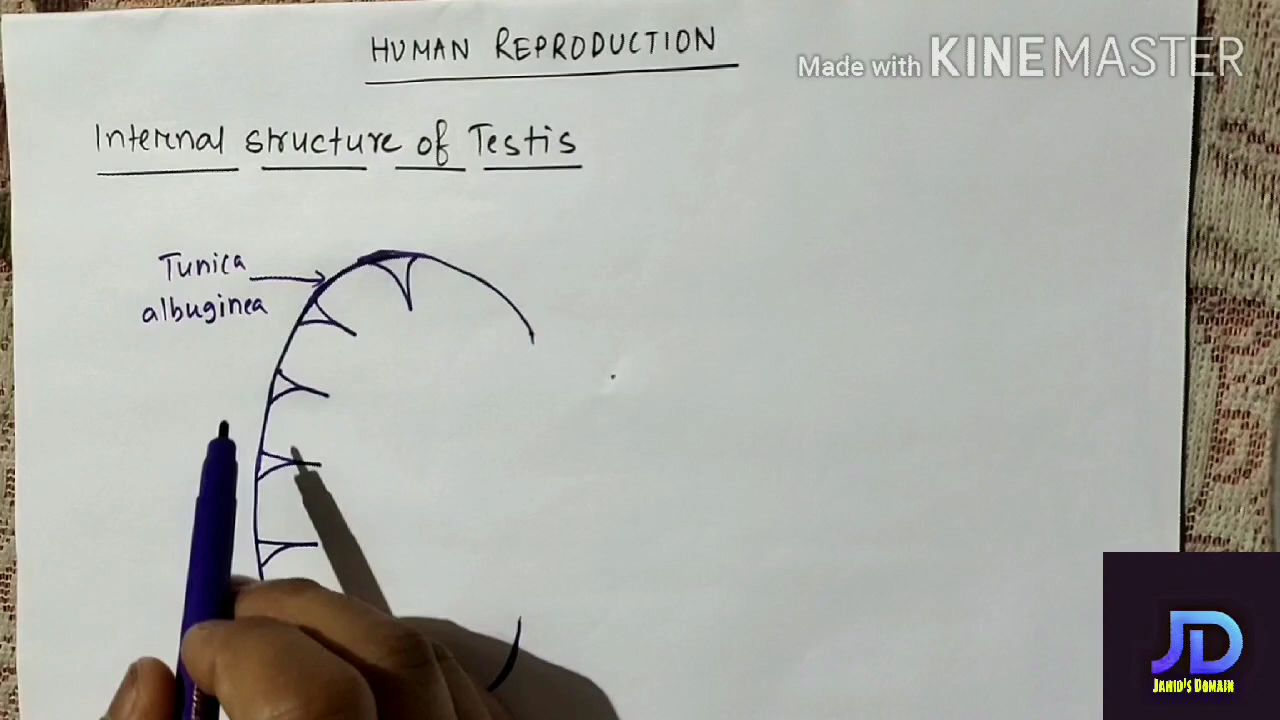 HUMAN REPRODUCTION
Made with KINEMASTER
Internal structure of Testis
Tunica
albuginea
JD
JAHID'S DOMAIN